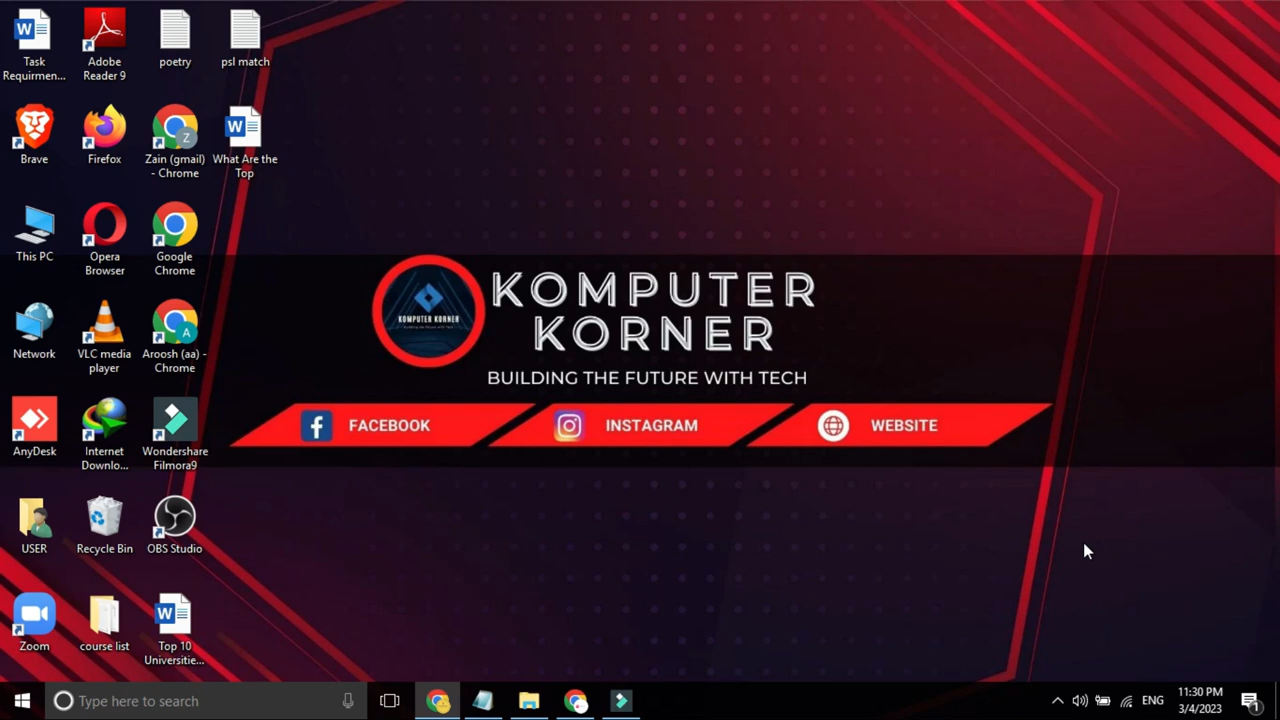 Task
Requirmen...
Adobe
Reader 9
poetry
psl match
Brave
Firefox
Zain (gmail)
- Chrome
What Are the
Top
This PC
Opera
Browser
Google
Chrome
Network
VLC media
player
Aroosh (aa) -
Chrome
AnyDesk
Internet
Downlo...
Wondershare
Filmora9
USER
Recycle Bin
OBS Studio
Zoom
course list
Top 10
Universitie...
KOMPUTER KORNER
KOMPUTER
KORNER
BUILDING THE FUTURE WITH TECH
FACEBOOK
INSTAGRAM
WEBSITE
Type here to search
ENG
11:30 PM
3/4/2023
1